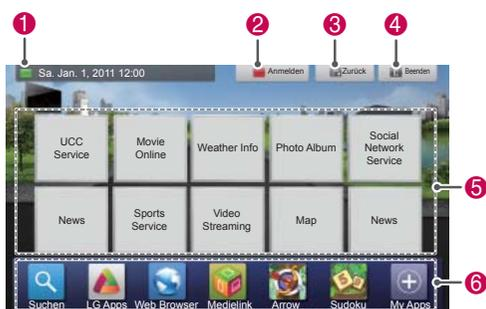 1
2
3
4
Sa. Jan. 1, 2011 12:00
Anmelden
Zurück
Beenden
UCC
Service
Movie
Online
Weather Info
Photo Album
Social
Network
Service
5
News
Sports
Service
Video
Streaming
Map
News
6
Suchen
LG Apps
Web Browser
Medielink
Arrow
Sudoku
My Apps